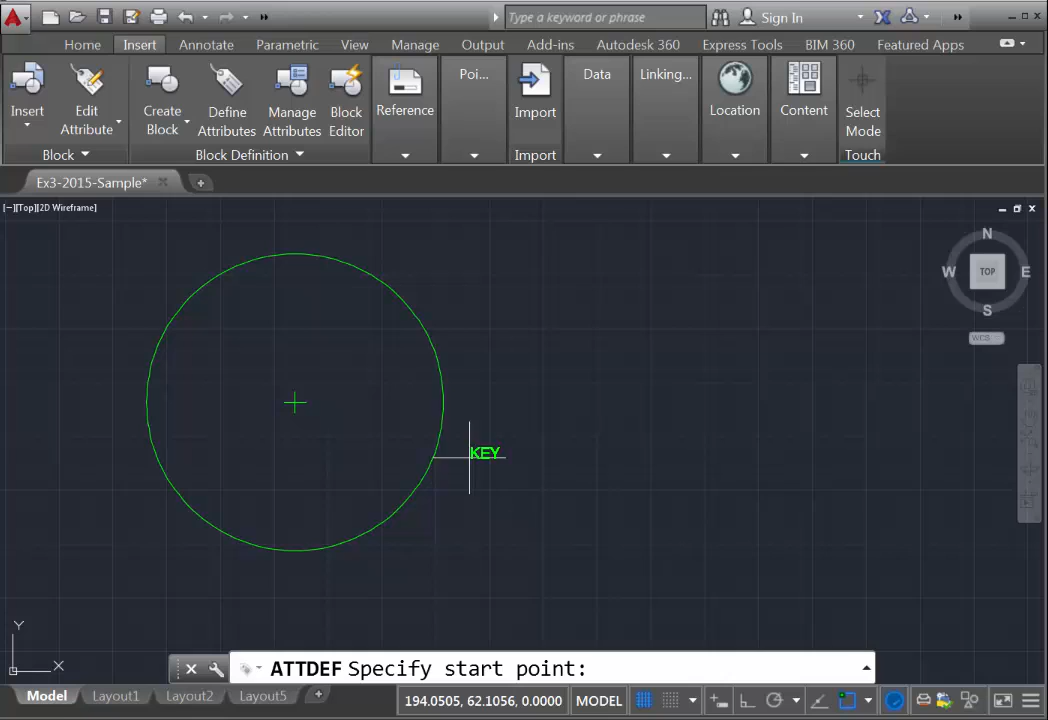 Type a keyword or phrase Sign In
Home Insert Annotate Parametric View Manage Output Add-ins Autodesk 360 Express Tools BIM 360 Featured Apps
Insert Edit Attribute Create Block Define Attributes Manage Attributes Block Editor Reference Poi... Import Data Linking... Location Content Select Mode
Block Block Definition Import Touch
Ex3-2015-Sample*
[−][Top][2D Wireframe]
N
W TOP E
S
WCS
KEY
Y
X
ATTDEF Specify start point:
Model Layout1 Layout2 Layout5 194.0505, 62.1056, 0.0000 MODEL